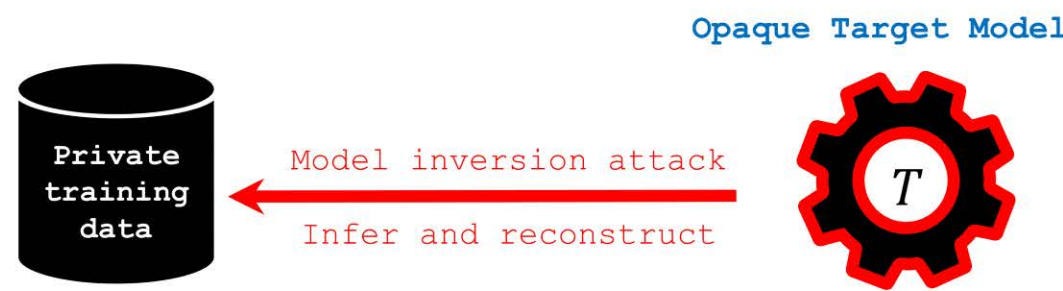 Opaque Target Model
Private
training
data
Model inversion attack
Infer and reconstruct
T